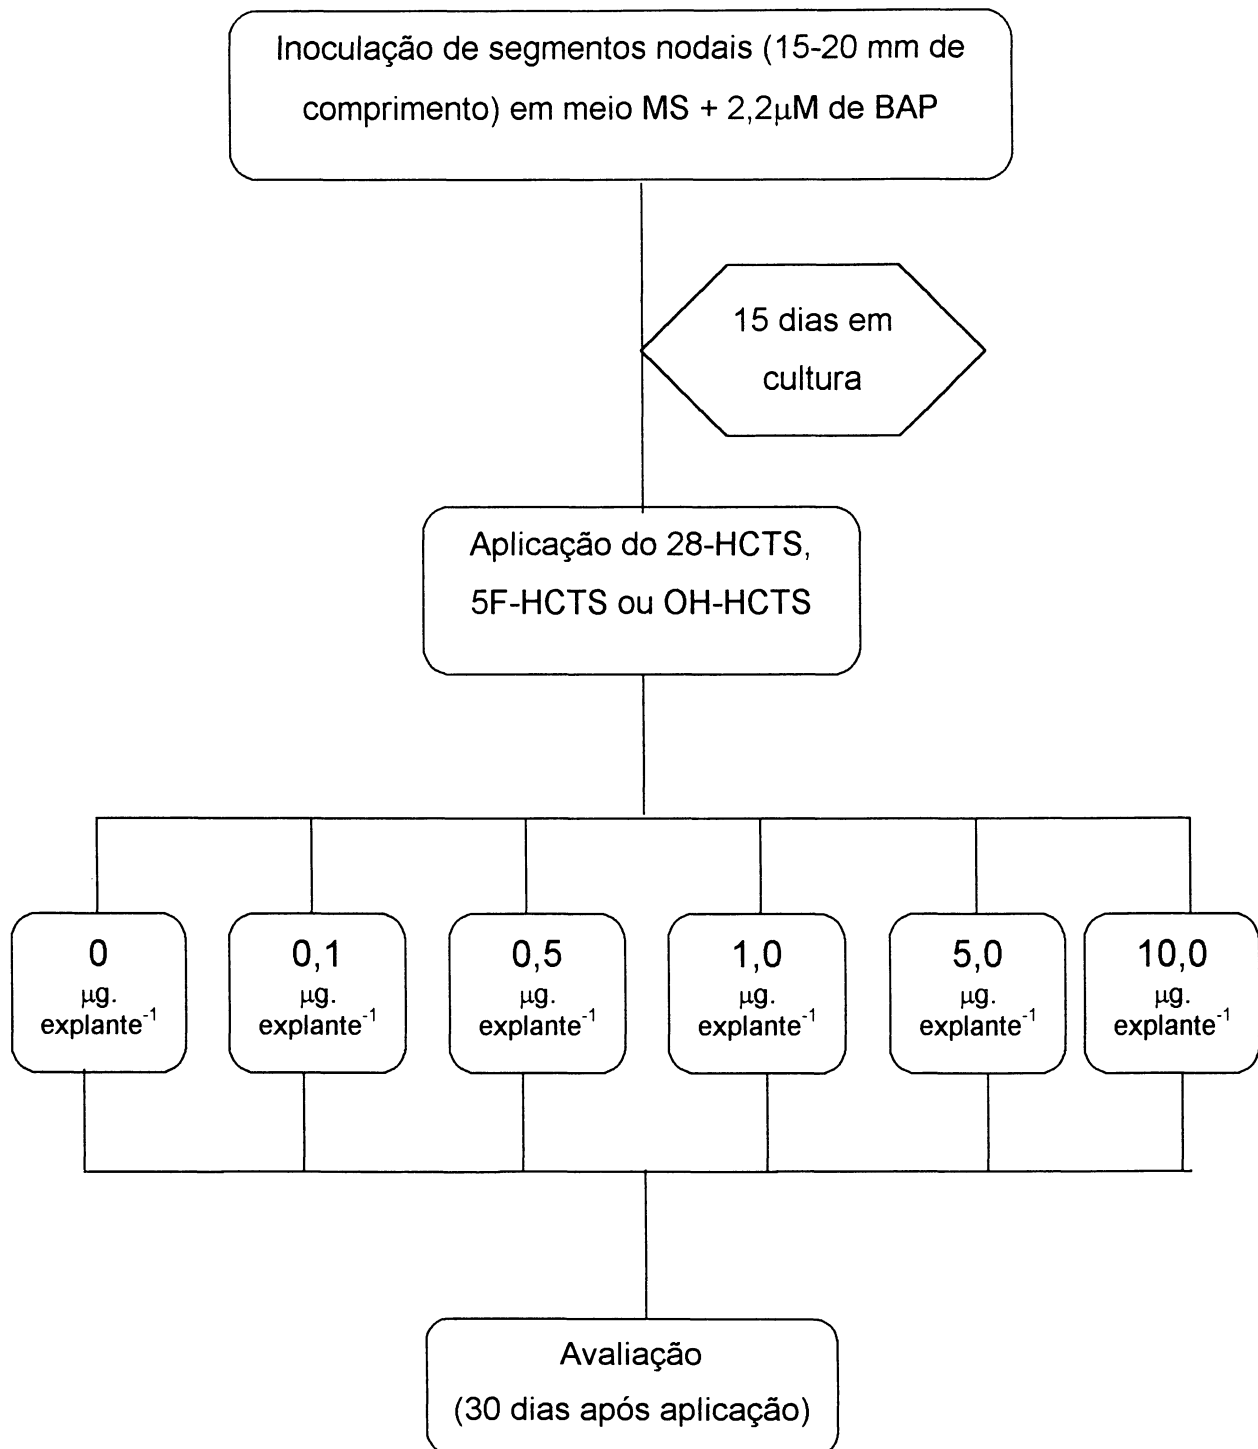 Inoculação de segmentos nodais (15-20 mm de
comprimento) em meio MS + 2,2μM de BAP
15 dias em
cultura
Aplicação do 28-HCTS,
5F-HCTS ou OH-HCTS
0
μg.
explante⁻¹
0,1
μg.
explante⁻¹
0,5
μg.
explante⁻¹
1,0
μg.
explante⁻¹
5,0
μg.
explante⁻¹
10,0
μg.
explante⁻¹
Avaliação
(30 dias após aplicação)